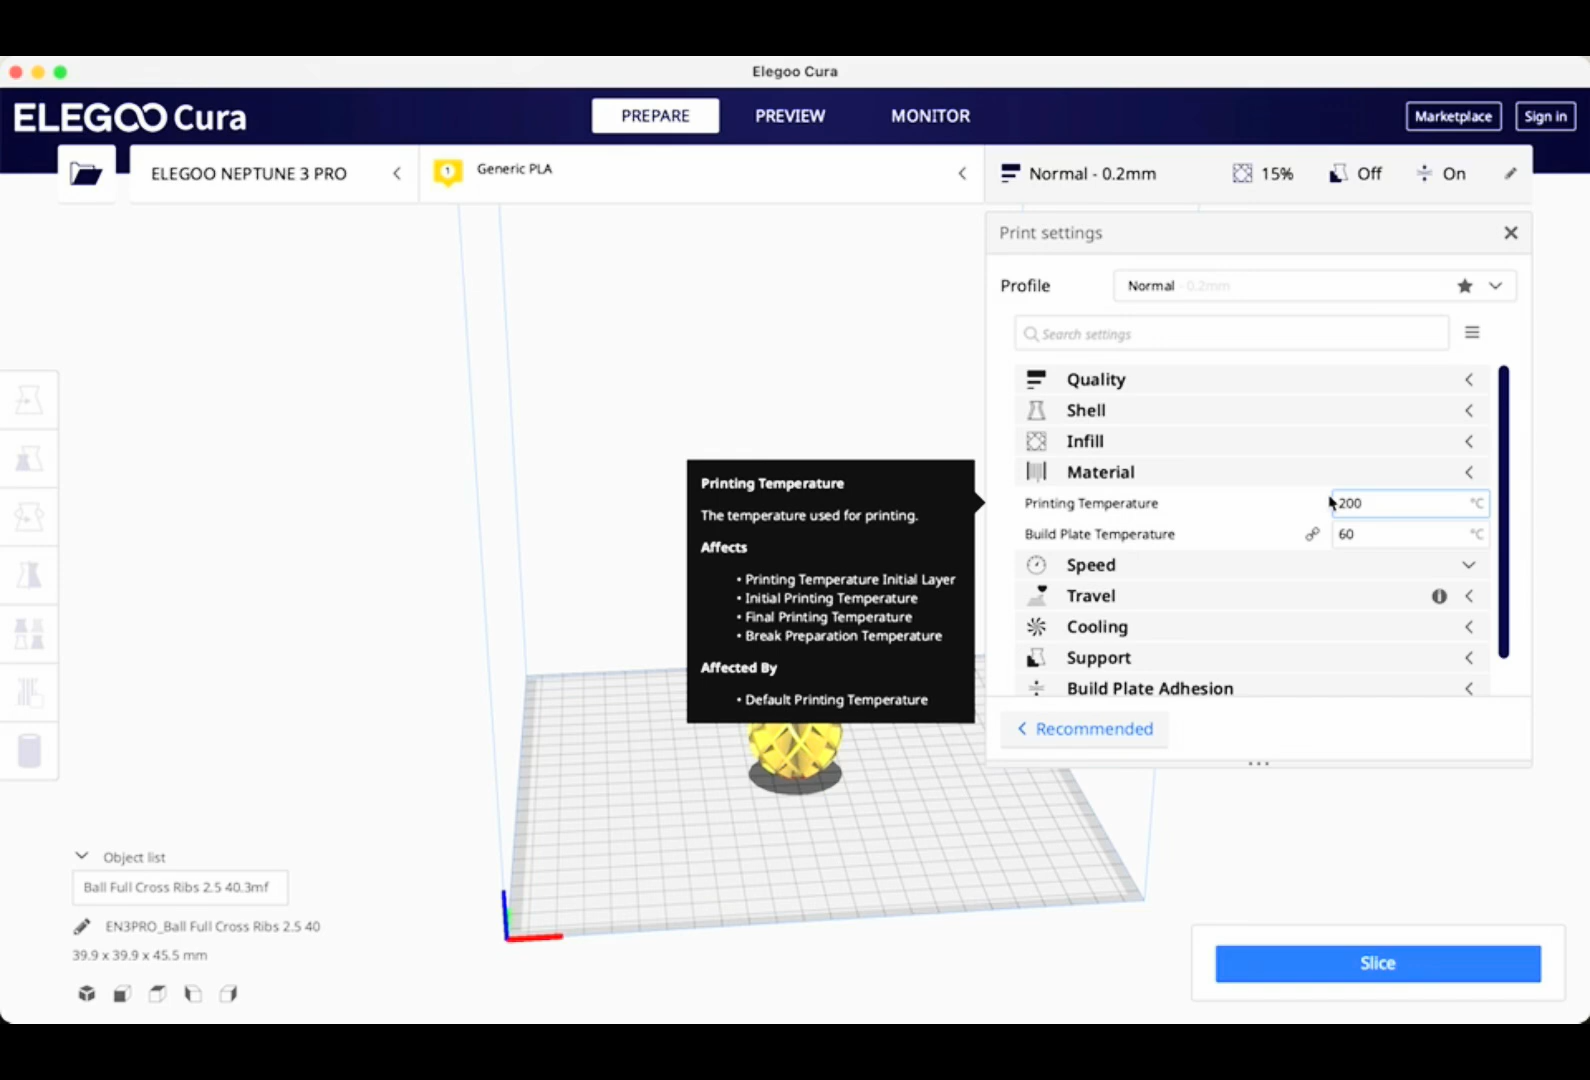 Elegoo Cura
ELEGOO Cura
PREPARE
PREVIEW
MONITOR
Marketplace
Sign in
ELEGOO NEPTUNE 3 PRO
1
Generic PLA
Normal - 0.2mm
15%
Off
On
Print settings
Profile
Normal - 0.2mm
Search settings
Quality
Shell
Infill
Material
Printing Temperature
200 °C
Build Plate Temperature
60 °C
Speed
Travel
Cooling
Support
Build Plate Adhesion
Recommended
Printing Temperature
The temperature used for printing.
Affects
• Printing Temperature Initial Layer
• Initial Printing Temperature
• Final Printing Temperature
• Break Preparation Temperature
Affected By
• Default Printing Temperature
Object list
Ball Full Cross Ribs 2.5 40.3mf
EN3PRO_Ball Full Cross Ribs 2.5 40
39.9 x 39.9 x 45.5 mm
Slice